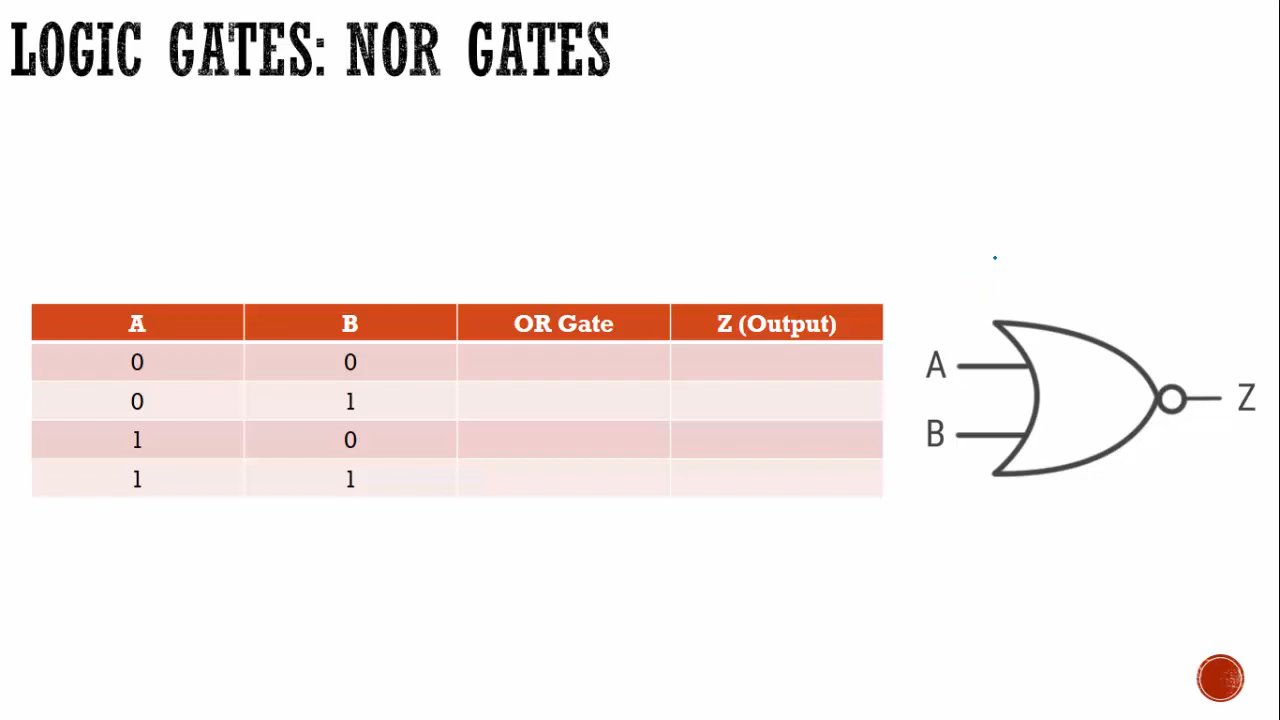 LOGIC GATES: NOR GATES
A B OR Gate Z (Output)
0 0
0 1
1 0
1 1
A
B
Z